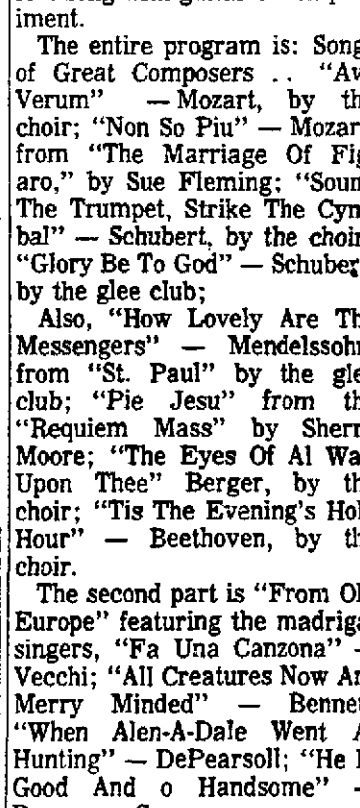 iment.
The entire program is: Song
of Great Composers .. "Av
Verum" — Mozart, by th
choir; "Non So Piu" — Mozar
from "The Marriage Of Fig
aro," by Sue Fleming; "Soun
The Trumpet, Strike The Cym
bal" — Schubert, by the choir
"Glory Be To God" — Schuber
by the glee club;
Also, "How Lovely Are Th
Messengers" — Mendelssohn
from "St. Paul" by the gle
club; "Pie Jesu" from th
"Requiem Mass" by Sherr
Moore; "The Eyes Of Al Wa
Upon Thee" Berger, by th
choir; "Tis The Evening's Hol
Hour" — Beethoven, by th
choir.
The second part is "From Ol
Europe" featuring the madriga
singers, "Fa Una Canzona" —
Vecchi; "All Creatures Now Ar
Merry Minded" — Bennet
"When Alen-A-Dale Went A
Hunting" — DePearsoll; "He I
Good And o Handsome" —